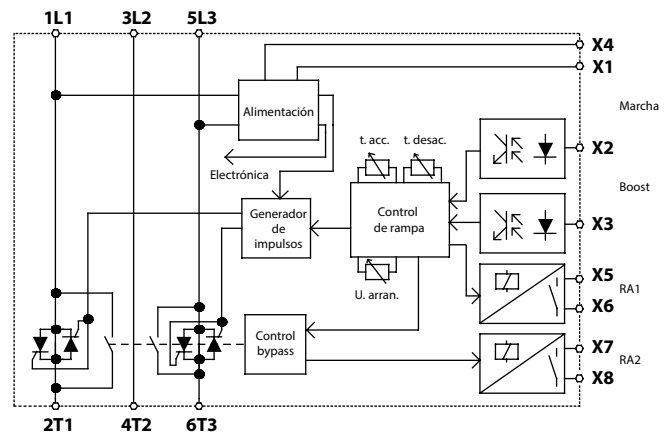 1L1 3L2 5L3
X4
X1
Alimentación
Marcha
t. acc. t. desac.
X2
Electrónica
Boost
Generador
de
impulsos
Control
de rampa
X3
X5
RA1
U. arran.
X6
Control
bypass
X7
RA2
X8
2T1 4T2 6T3